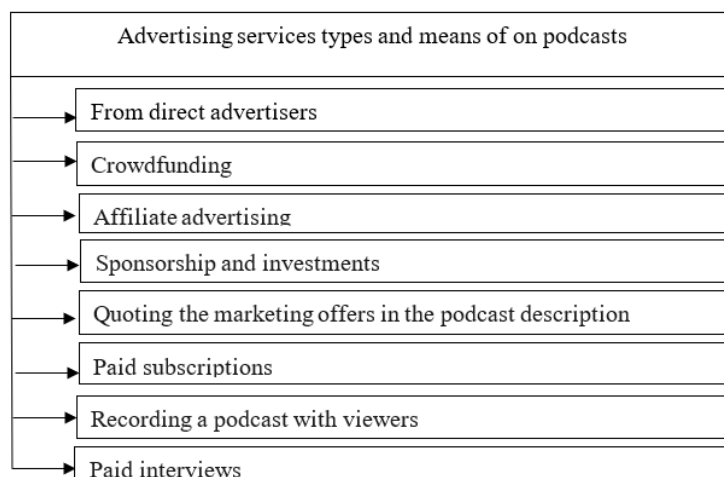 Advertising services types and means of on podcasts
From direct advertisers
Crowdfunding
Affiliate advertising
Sponsorship and investments
Quoting the marketing offers in the podcast description
Paid subscriptions
Recording a podcast with viewers
Paid interviews